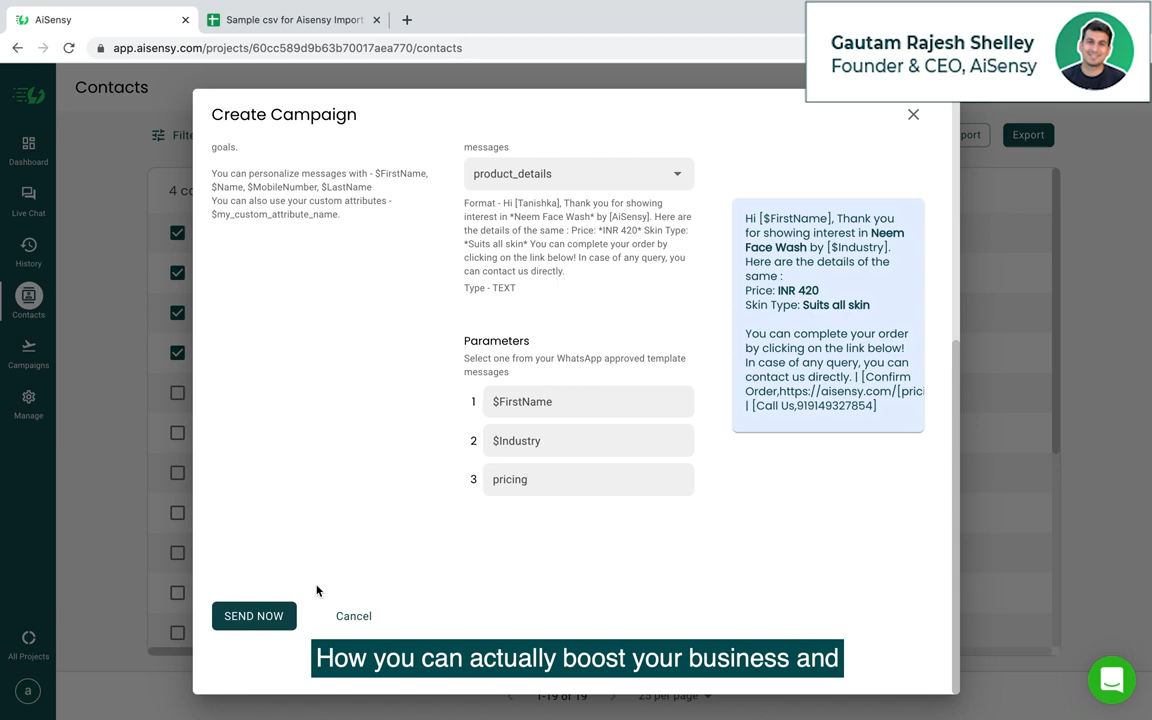 AiSensy
Sample csv for Aisensy Import
app.aisensy.com/projects/60cc589d9b63b70017aea770/contacts
Gautam Rajesh Shelley
Founder & CEO, AiSensy
Contacts
Dashboard
Live Chat
History
Contacts
Campaigns
Manage
All Projects
a
Export
Create Campaign
goals.
You can personalize messages with - $FirstName,
$Name, $MobileNumber, $LastName
You can also use your custom attributes -
$my_custom_attribute_name.
messages
product_details
Format - Hi [Tanishka], Thank you for showing
interest in *Neem Face Wash* by [AiSensy]. Here are
the details of the same : Price: *INR 420* Skin Type:
*Suits all skin* You can complete your order by
clicking on the link below! In case of any query, you
can contact us directly.
Type - TEXT
Parameters
Select one from your WhatsApp approved template
messages
1 $FirstName
2 $Industry
3 pricing
Hi [$FirstName], Thank you
for showing interest in Neem
Face Wash by [$Industry].
Here are the details of the
same :
Price: INR 420
Skin Type: Suits all skin
You can complete your order
by clicking on the link below!
In case of any query, you can
contact us directly. | [Confirm
Order,https://aisensy.com/[prici
| [Call Us,919149327854]
SEND NOW
Cancel
How you can actually boost your business and
1-19 of 19
25 per page